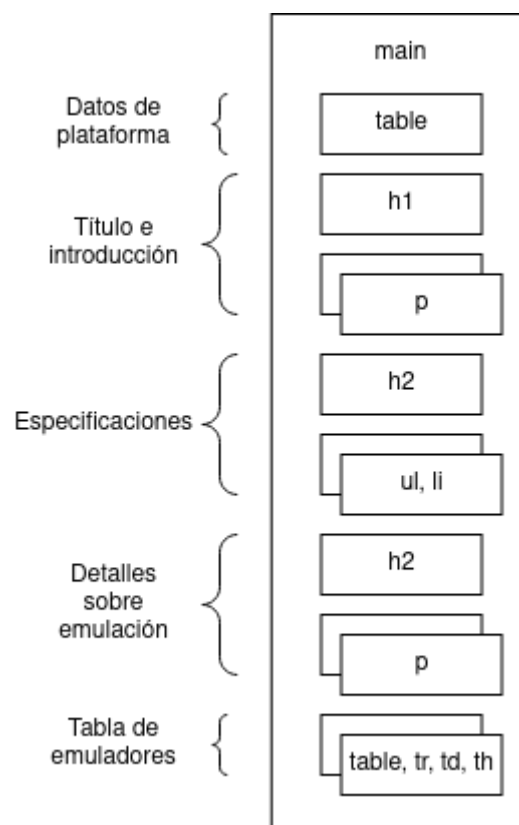 main
Datos de
plataforma
table
Título e
introducción
h1
p
Especificaciones
h2
ul, li
Detalles
sobre
emulación
h2
p
Tabla de
emuladores
table, tr, td, th